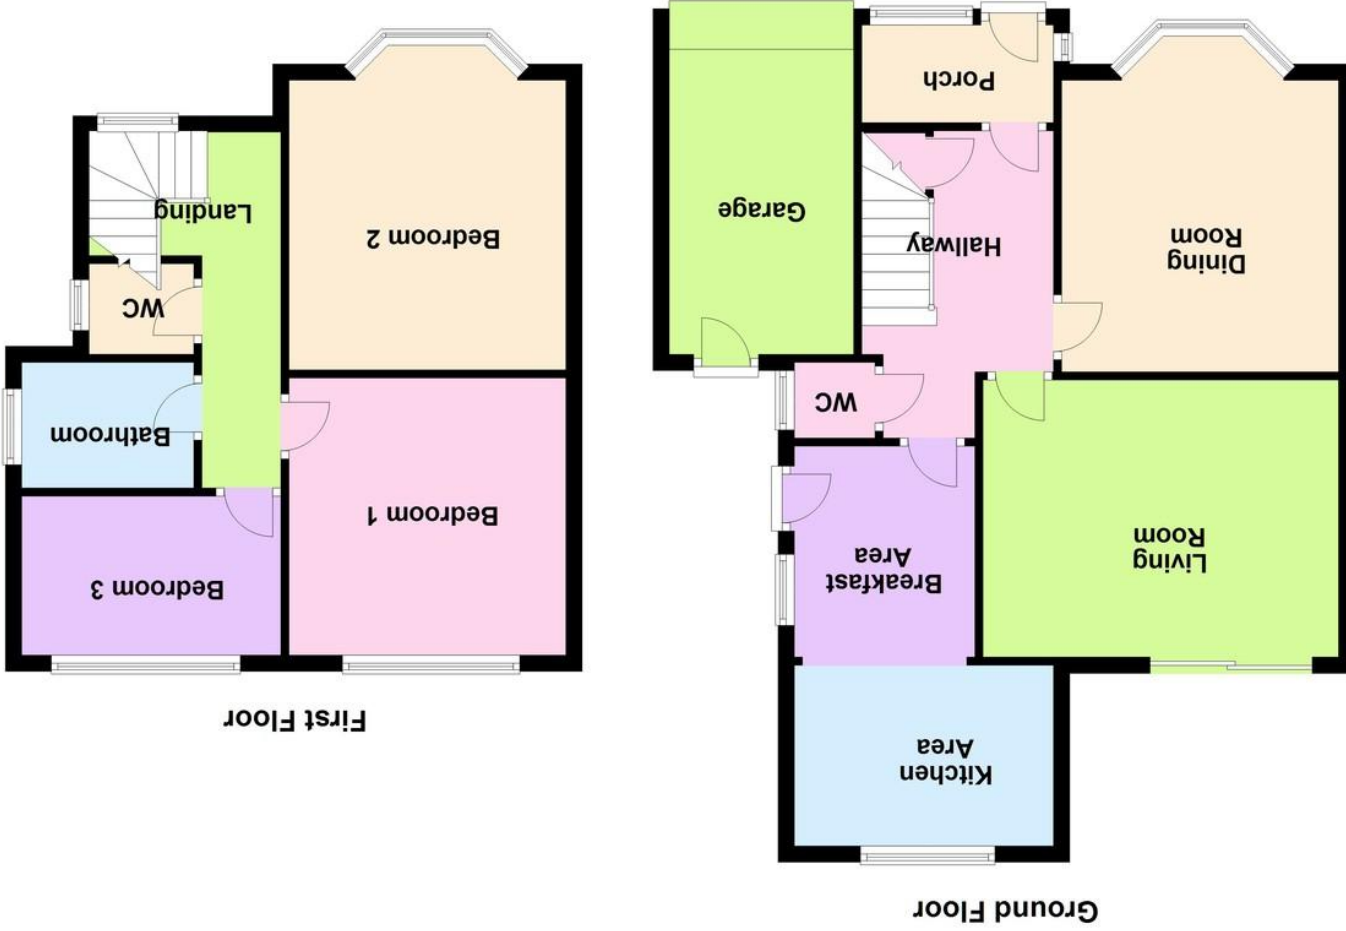 Ground Floor
Kitchen
Area
Living
Room
Breakfast
Area
WC
Dining
Room
Hallway
Garage
Porch
First Floor
Bedroom 1
Bedroom 3
Bathroom
WC
Bedroom 2
Landing